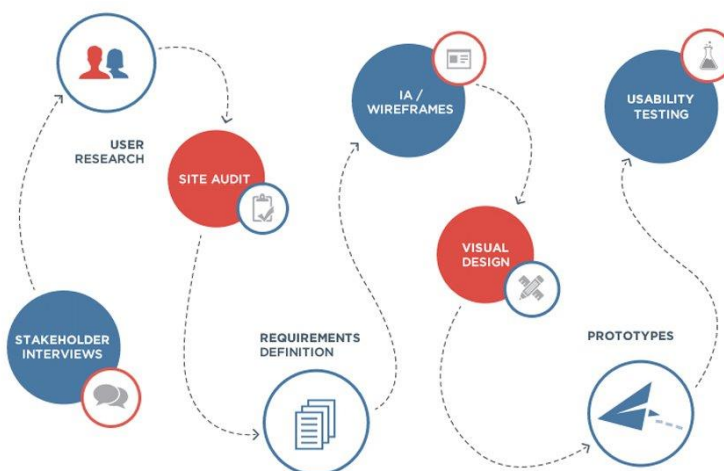 STAKEHOLDER
INTERVIEWS
USER
RESEARCH
SITE AUDIT
REQUIREMENTS
DEFINITION
IA /
WIREFRAMES
VISUAL
DESIGN
PROTOTYPES
USABILITY
TESTING